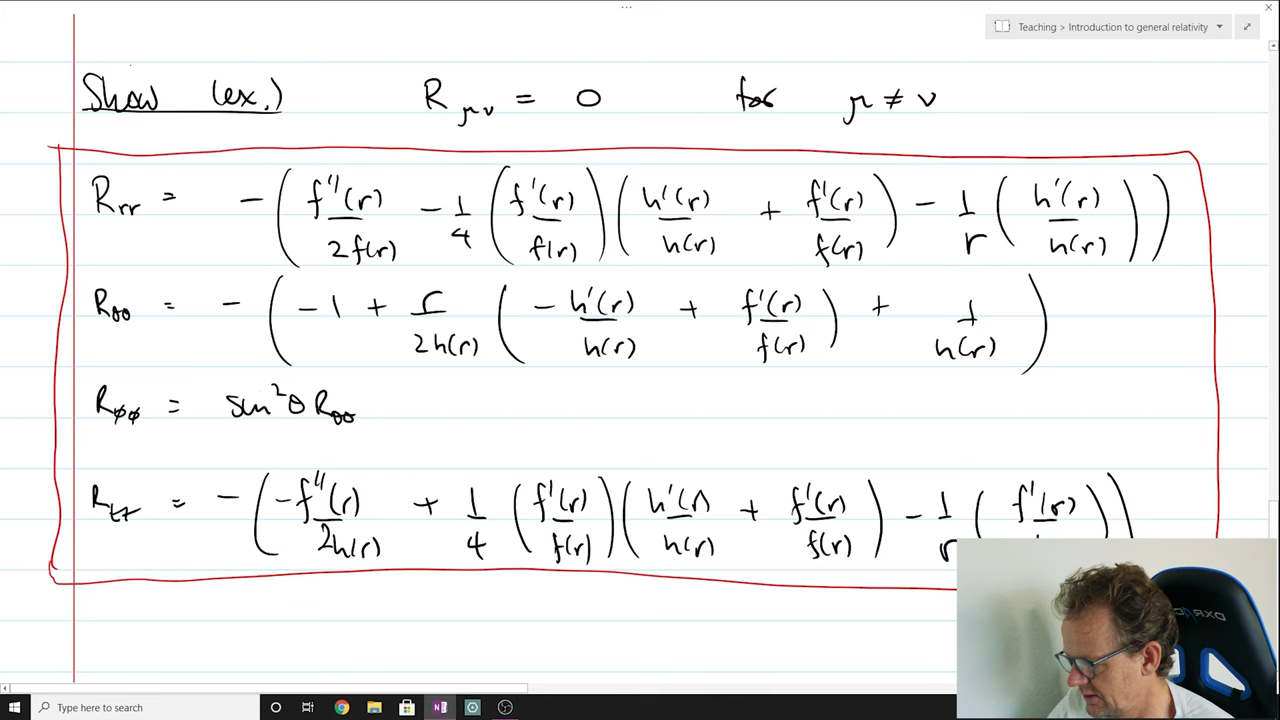 Teaching > Introduction to general relativity
Show (ex.) R_μν = 0 for μ ≠ ν
R_rr = - ( f''(r)/2f(r) - 1/4 ( f'(r)/f(r) ) ( h'(r)/h(r) + f'(r)/f(r) ) - 1/r ( h'(r)/h(r) ) )
R_θθ = - ( -1 + r/2h(r) ( - h'(r)/h(r) + f'(r)/f(r) ) + 1/h(r) )
R_φφ = sin²θ R_θθ
R_tt = - ( - f''(r)/2h(r) + 1/4 ( f'(r)/f(r) ) ( h'(r)/h(r) + f'(r)/f(r) ) - 1/r ( f'(r)/ ) )
DXR
Type here to search